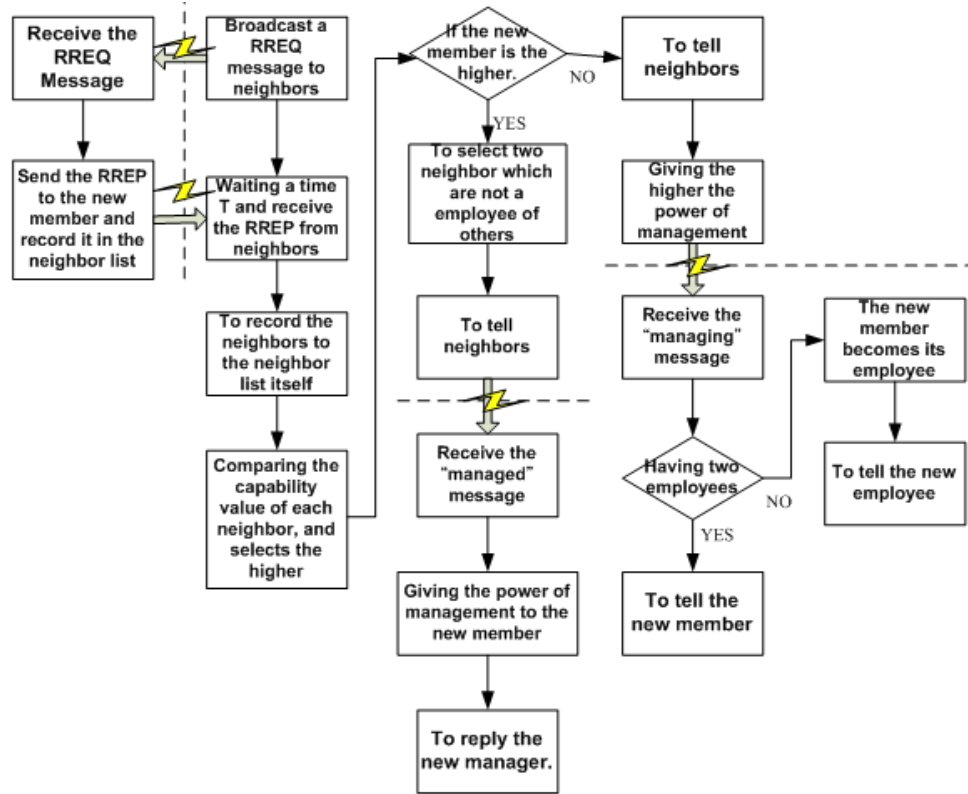 Receive the
RREQ
Message
Broadcast a
RREQ
message to
neighbors
Send the RREP
to the new
member and
record it in the
neighbor list
Waiting a time
T and receive
the RREP from
neighbors
To record the
neighbors to
the neighbor
list itself
Comparing the
capability
value of each
neighbor, and
selects the
higher
If the new
member is the
higher.
NO
YES
To select two
neighbor which
are not a
employee of
others
To tell
neighbors
Receive the
“managed”
message
Giving the power of
management to the
new member
To reply the
new manager.
To tell
neighbors
Giving the
higher the
power of
management
Receive the
“managing”
message
Having two
employees
NO
YES
To tell the
new member
The new
member
becomes its
employee
To tell the new
employee